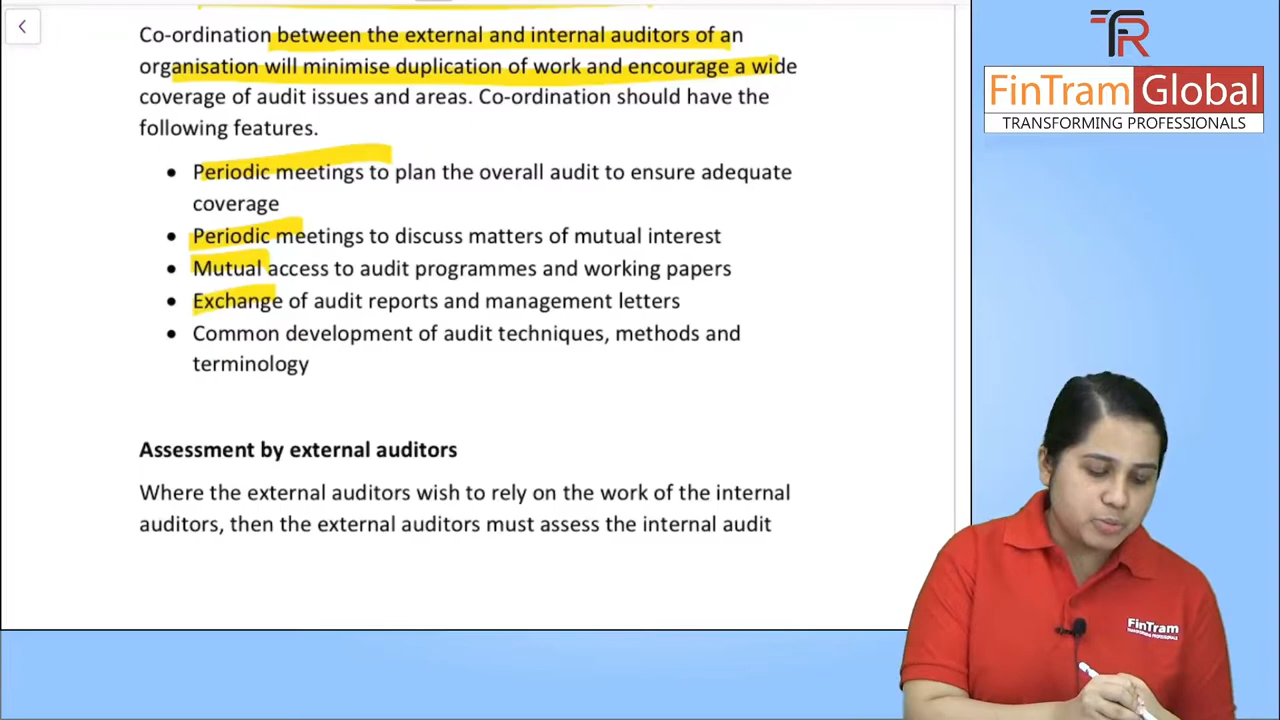 Co-ordination between the external and internal auditors of an
organisation will minimise duplication of work and encourage a wide
coverage of audit issues and areas. Co-ordination should have the
following features.
• Periodic meetings to plan the overall audit to ensure adequate
coverage
• Periodic meetings to discuss matters of mutual interest
• Mutual access to audit programmes and working papers
• Exchange of audit reports and management letters
• Common development of audit techniques, methods and
terminology
Assessment by external auditors
Where the external auditors wish to rely on the work of the internal
auditors, then the external auditors must assess the internal audit
TR
FinTram Global
TRANSFORMING PROFESSIONALS
FinTram
TRANSFORMING PROFESSIONALS